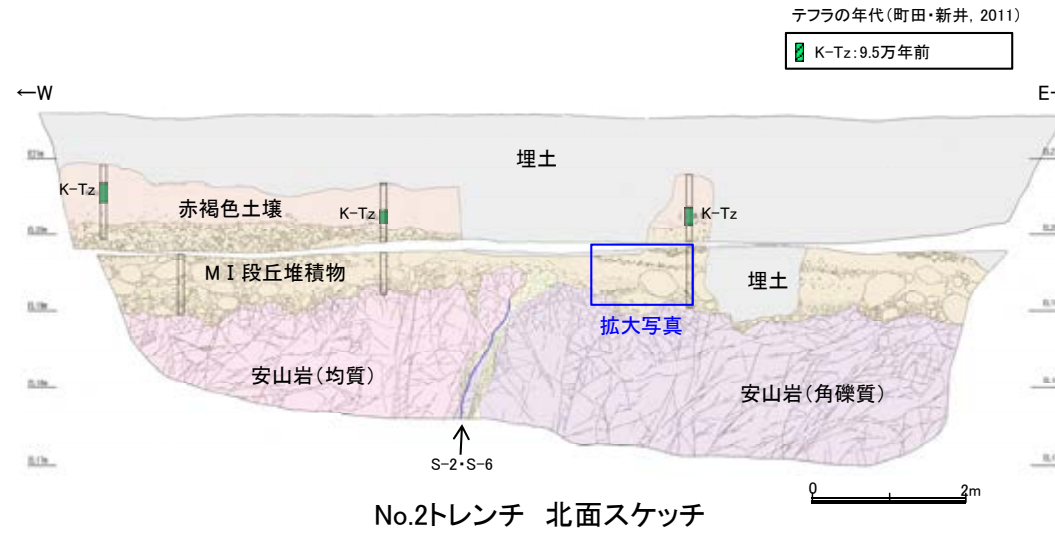 テフラの年代(町田・新井, 2011)
K-Tz:9.5万年前
←W
E-
埋土
K-Tz
赤褐色土壌
K-Tz
K-Tz
MⅠ段丘堆積物
埋土
拡大写真
安山岩(均質)
安山岩(角礫質)
S-2・S-6
0
2m
No.2トレンチ 北面スケッチ